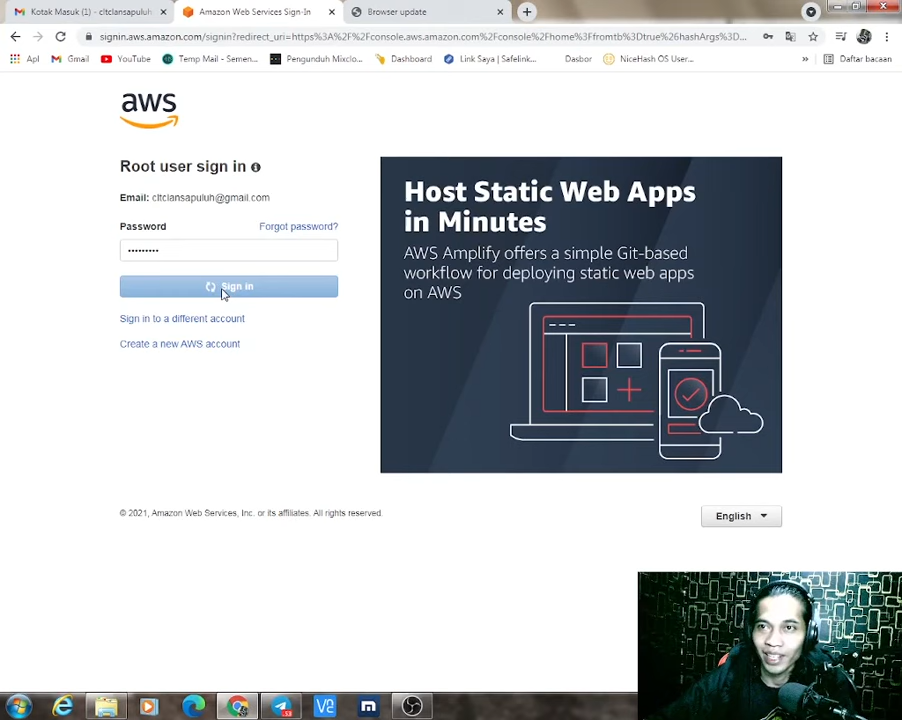 Kotak Masuk (1) - cltclansapuluh
Amazon Web Services Sign-In
Browser update
signin.aws.amazon.com/signin?redirect_uri=https%3A%2F%2Fconsole.aws.amazon.com%2Fconsole%2Fhome%3Ffromtb%3Dtrue%26hashArgs%3D...
Apl
Gmail
YouTube
Temp Mail - Semen...
Pengunduh Mixclo...
Dashboard
Link Saya | Safelink...
Dasbor
NiceHash OS User...
»
Daftar bacaan
aws
Root user sign in
Email: cltclansapuluh@gmail.com
Password
Forgot password?
•••••••••
Sign in
Sign in to a different account
Create a new AWS account
Host Static Web Apps
in Minutes
AWS Amplify offers a simple Git-based
workflow for deploying static web apps
on AWS
© 2021, Amazon Web Services, Inc. or its affiliates. All rights reserved.
English